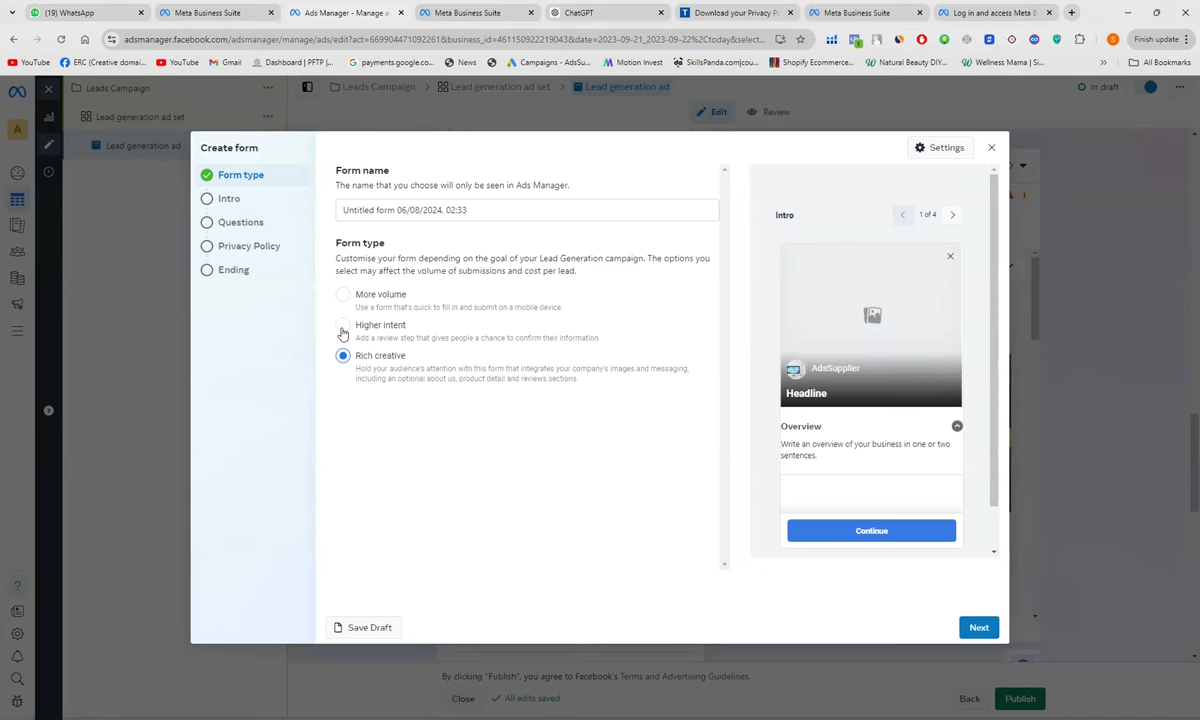 (19) WhatsApp
Meta Business Suite
Ads Manager - Manage a
Meta Business Suite
ChatGPT
Download your Privacy P
Meta Business Suite
Log in and access Meta B
adsmanager.facebook.com/adsmanager/manage/ads/edit?act=669904471092261&business_id=461150922219043&date=2023-09-21_2023-09-22%2Ctoday&select...
Finish update
YouTube
ERC (Creative domai...
YouTube
Gmail
Dashboard | PFTP |...
payments.google.co...
News
Campaigns - AdsSu...
Motion Invest
SkillsPanda.com|cou...
Shopify Ecommerce...
Natural Beauty DIY...
Wellness Mama | Si...
All Bookmarks
Leads Campaign
Leads Campaign
Lead generation ad set
Lead generation ad
In draft
Lead generation ad set
Edit
Review
A
Lead generation ad
Create form
Form type
Intro
Questions
Privacy Policy
Ending
Settings
Form name
The name that you choose will only be seen in Ads Manager.
Untitled form 06/08/2024, 02:33
Form type
Customise your form depending on the goal of your Lead Generation campaign. The options you
select may affect the volume of submissions and cost per lead.
More volume
Use a form that's quick to fill in and submit on a mobile device.
Higher intent
Add a review step that gives people a chance to confirm their information.
Rich creative
Hold your audience's attention with this form that integrates your company's images and messaging,
including an optional about us, product detail and reviews sections.
Intro
1 of 4
AdsSupplier
Headline
Overview
Write an overview of your business in one or two
sentences.
Continue
Save Draft
Next
By clicking "Publish", you agree to Facebook's Terms and Advertising Guidelines.
Close
All edits saved
Back
Publish